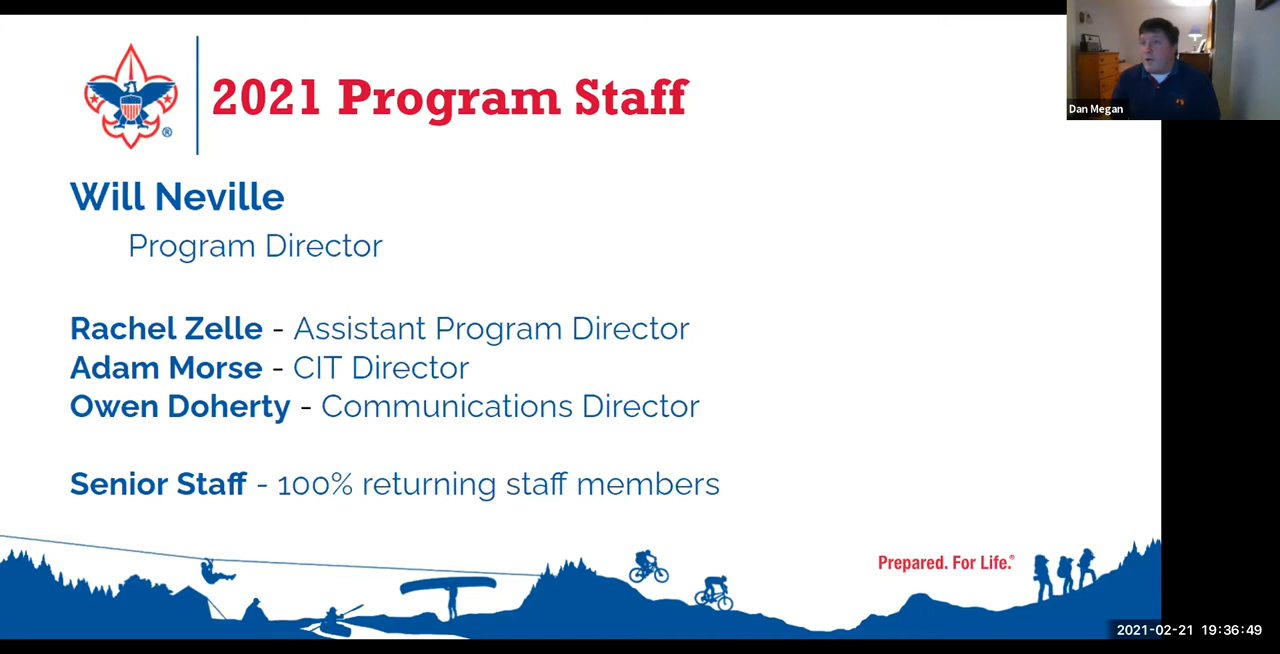 2021 Program Staff
®
Dan Megan
Will Neville
Program Director
Rachel Zelle - Assistant Program Director
Adam Morse - CIT Director
Owen Doherty - Communications Director
Senior Staff - 100% returning staff members
Prepared. For Life.®
2021-02-21 19:36:49